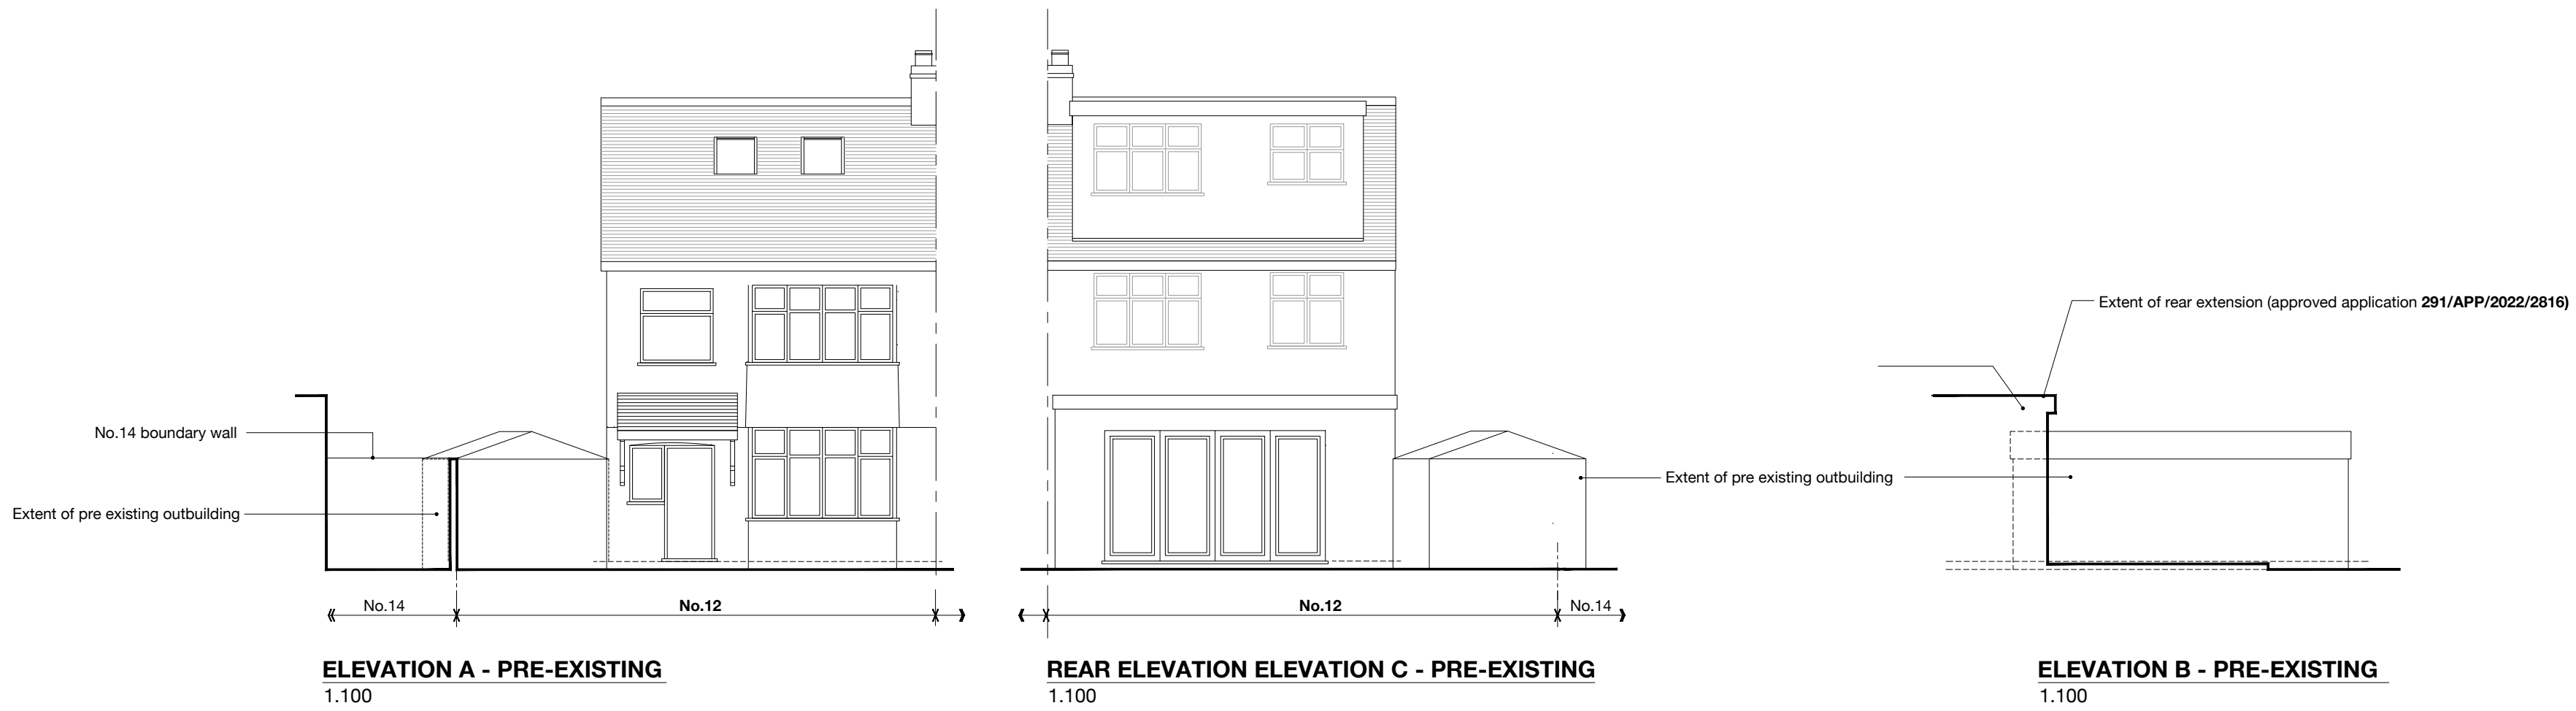 Extent of rear extension (approved application 291/APP/2022/2816)
No.14 boundary wall
Extent of pre existing outbuilding
Extent of pre existing outbuilding
No.14
No.12
No.12
No.14
ELEVATION A - PRE-EXISTING
1.100
REAR ELEVATION ELEVATION C - PRE-EXISTING
1.100
ELEVATION B - PRE-EXISTING
1.100